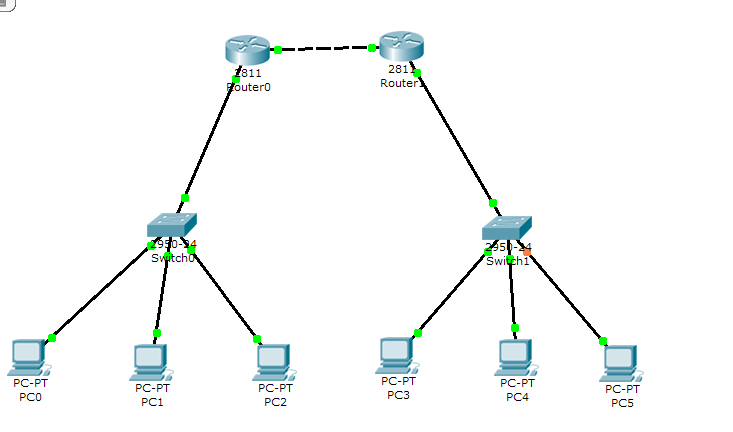 2811
Router0
2811
Router1
2950-24
Switch0
2950-24
Switch1
PC-PT
PC0
PC-PT
PC1
PC-PT
PC2
PC-PT
PC3
PC-PT
PC4
PC-PT
PC5